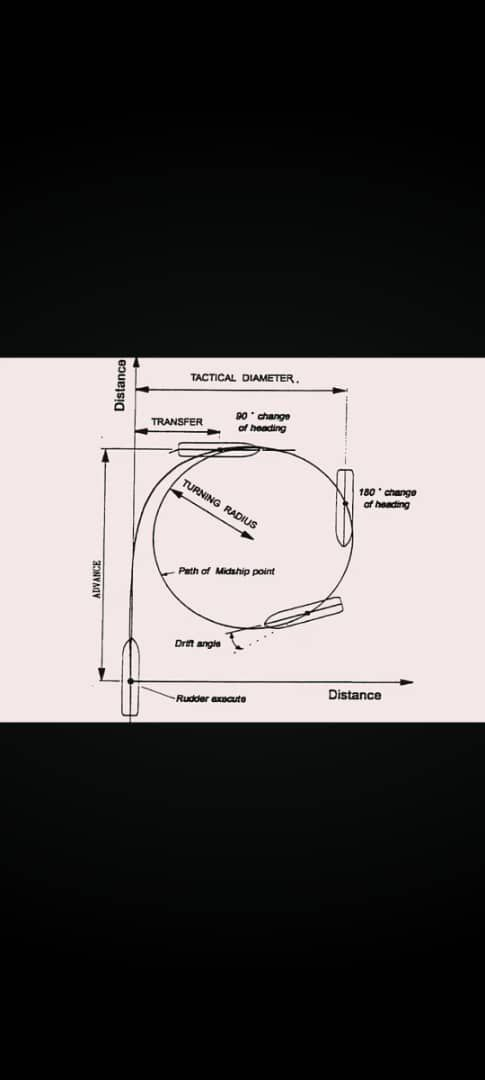 Distance
TACTICAL DIAMETER.
TRANSFER
90° change
of heading
TURNING RADIUS
180° change
of heading
ADVANCE
Path of Midship point
Drift angle
Rudder execute
Distance